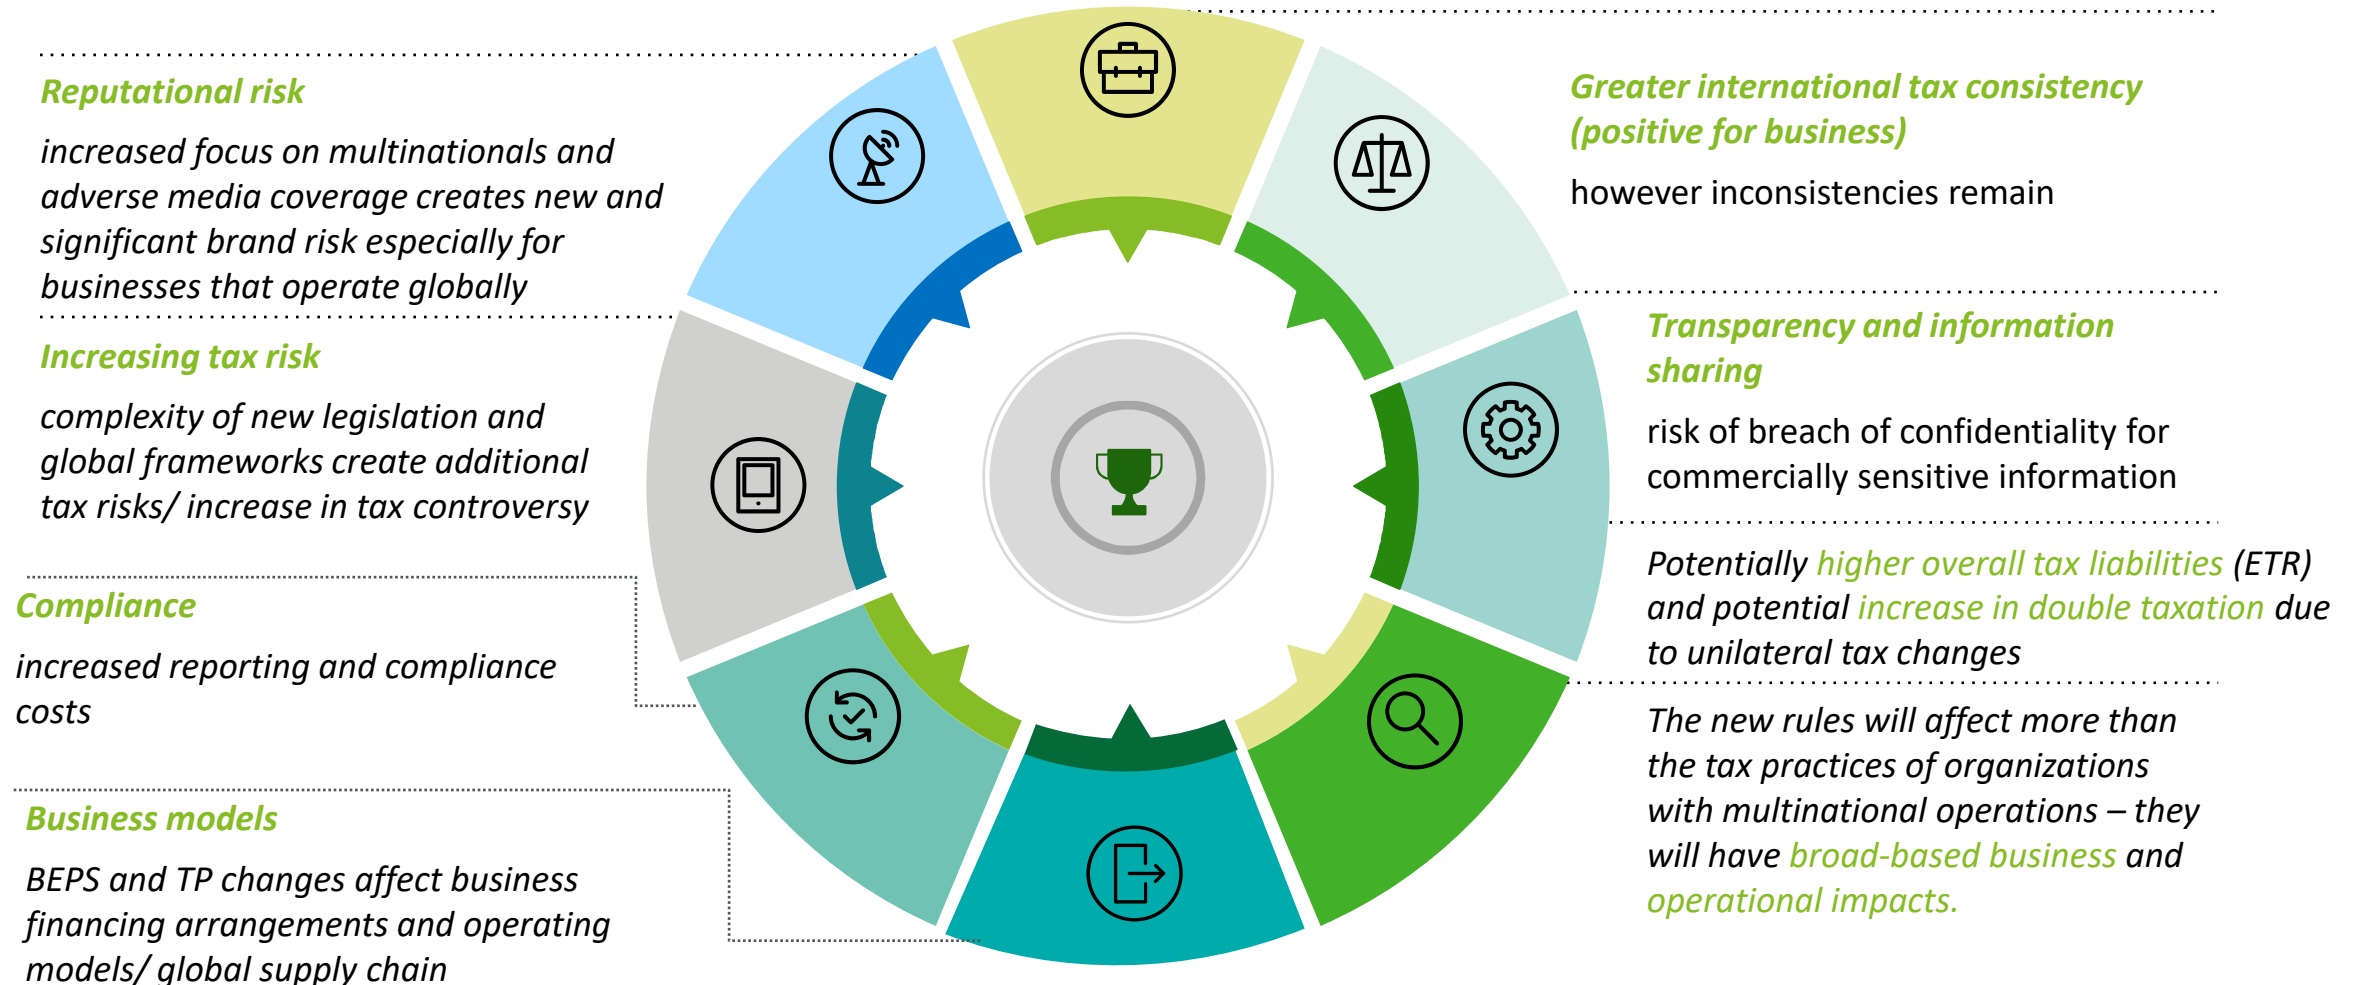 Reputational risk
increased focus on multinationals and
adverse media coverage creates new and
significant brand risk especially for
businesses that operate globally
Increasing tax risk
complexity of new legislation and
global frameworks create additional
tax risks/ increase in tax controversy
Compliance
increased reporting and compliance
costs
Business models
BEPS and TP changes affect business
financing arrangements and operating
models/ global supply chain
Greater international tax consistency
(positive for business)
however inconsistencies remain
Transparency and information
sharing
risk of breach of confidentiality for
commercially sensitive information
Potentially higher overall tax liabilities (ETR)
and potential increase in double taxation due
to unilateral tax changes
The new rules will affect more than
the tax practices of organizations
with multinational operations – they
will have broad-based business and
operational impacts.